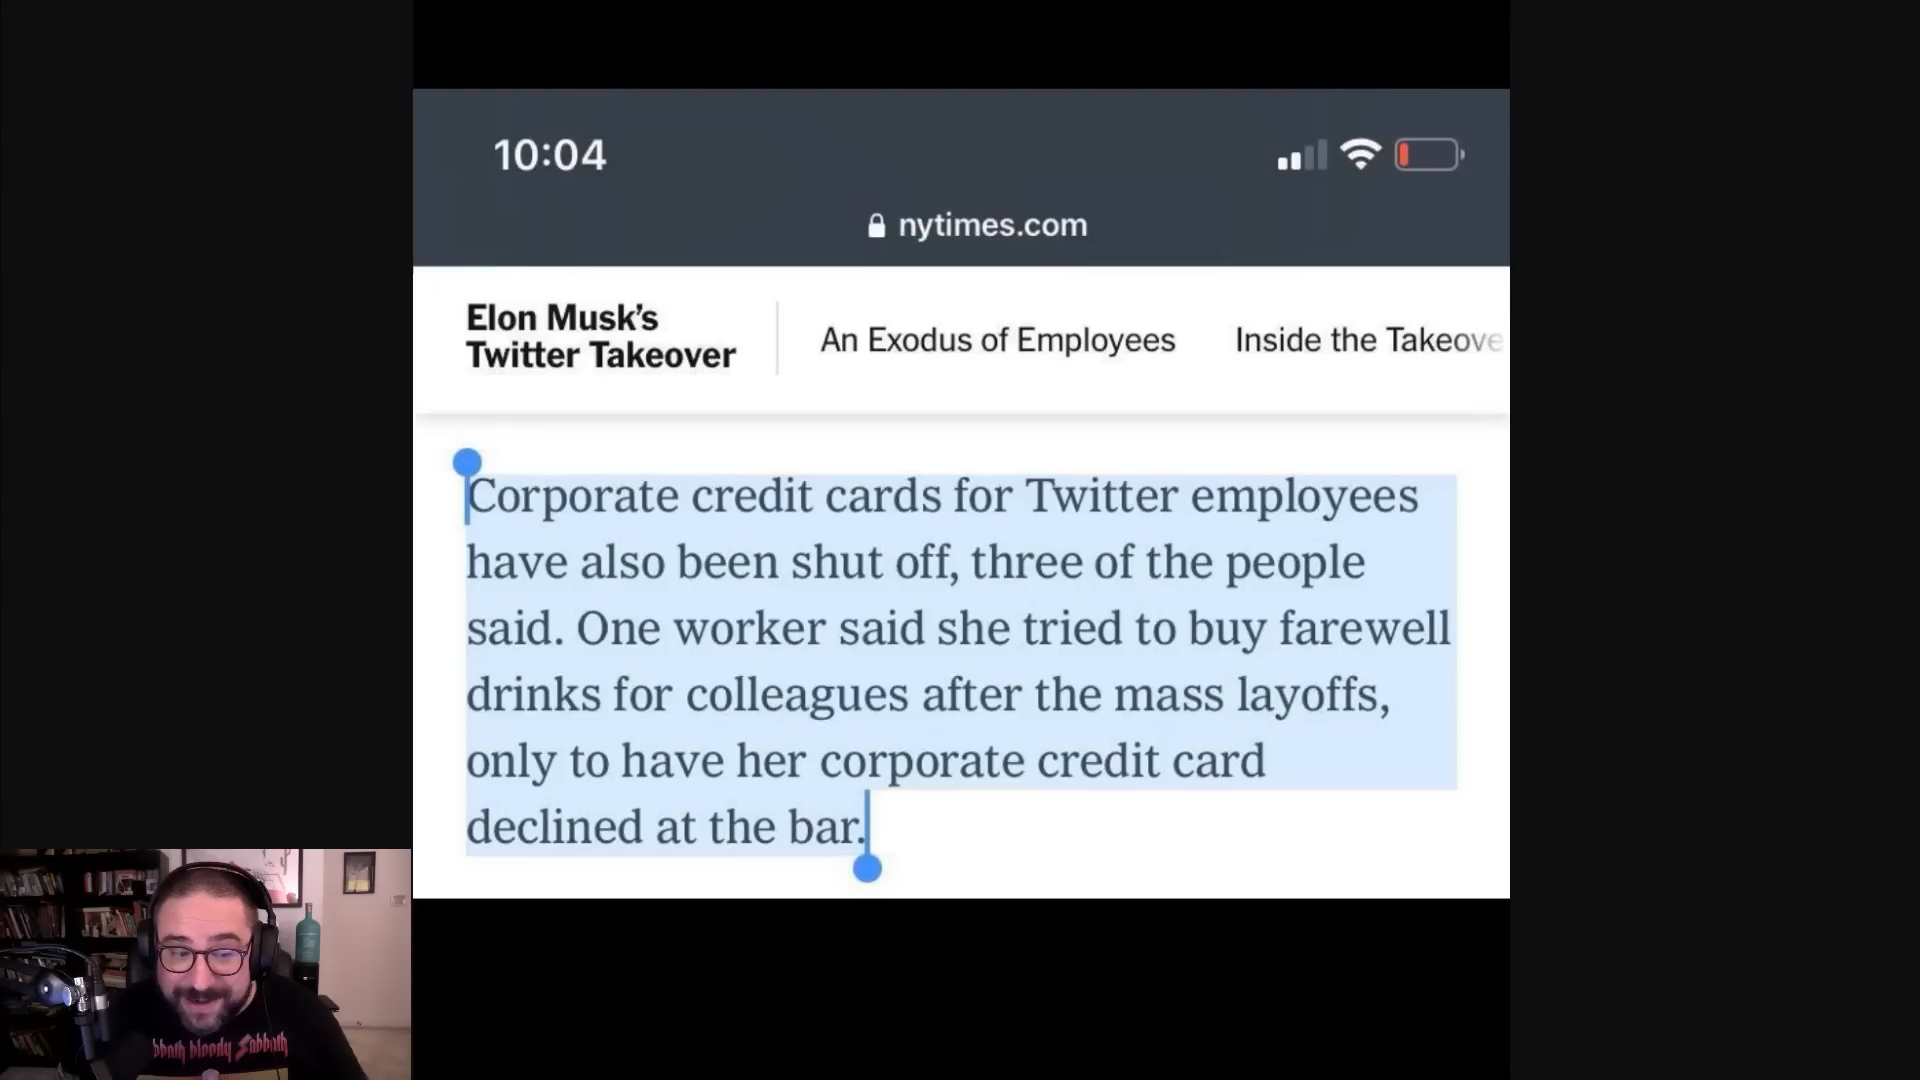 10:04
nytimes.com
Elon Musk's
Twitter Takeover
An Exodus of Employees
Inside the Takeove
Corporate credit cards for Twitter employees
have also been shut off, three of the people
said. One worker said she tried to buy farewell
drinks for colleagues after the mass layoffs,
only to have her corporate credit card
declined at the bar.
bbath bloody Sabbath